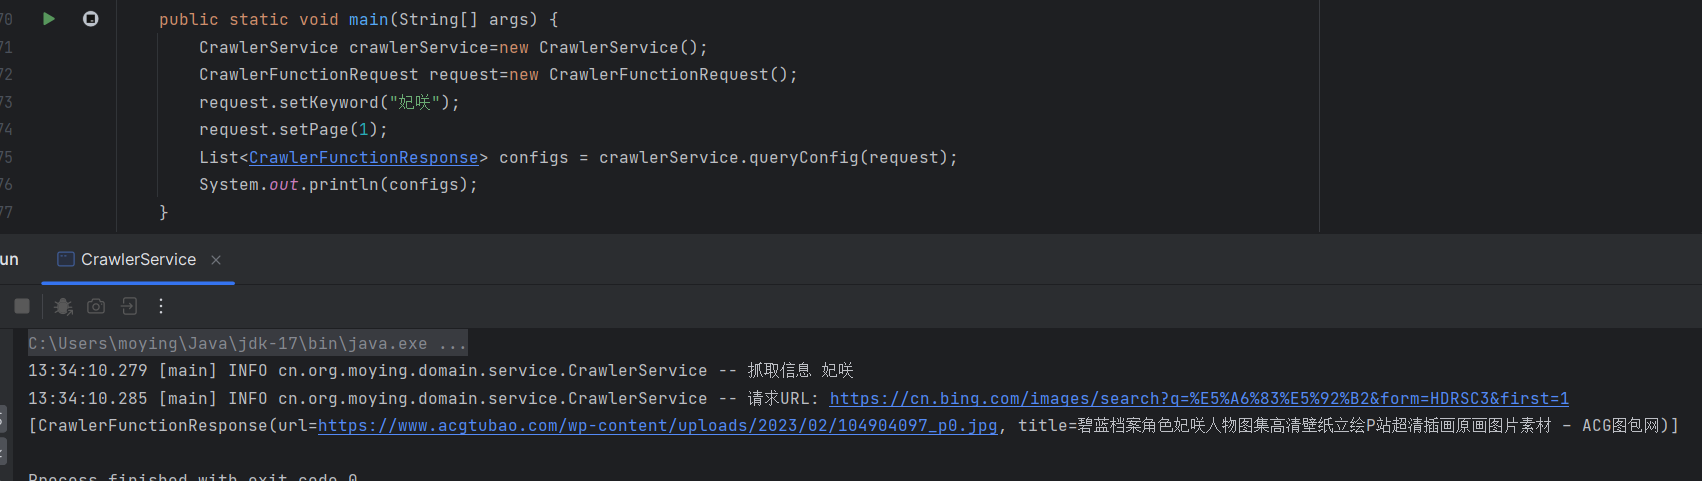 70 public static void main(String[] args) {
71 CrawlerService crawlerService=new CrawlerService();
72 CrawlerFunctionRequest request=new CrawlerFunctionRequest();
73 request.setKeyword("妃咲");
74 request.setPage(1);
75 List<CrawlerFunctionResponse> configs = crawlerService.queryConfig(request);
76 System.out.println(configs);
77 }
un CrawlerService ×
C:\Users\moying\Java\jdk-17\bin\java.exe ...
13:34:10.279 [main] INFO cn.org.moying.domain.service.CrawlerService -- 抓取信息 妃咲
13:34:10.285 [main] INFO cn.org.moying.domain.service.CrawlerService -- 请求URL: https://cn.bing.com/images/search?q=%E5%A6%83%E5%92%B2&form=HDRSC3&first=1
[CrawlerFunctionResponse(url=https://www.acgtubao.com/wp-content/uploads/2023/02/104904097_p0.jpg, title=碧蓝档案角色妃咲人物图集高清壁纸立绘P站超清插画原画图片素材 – ACG图包网)]
Process finished with exit code 0